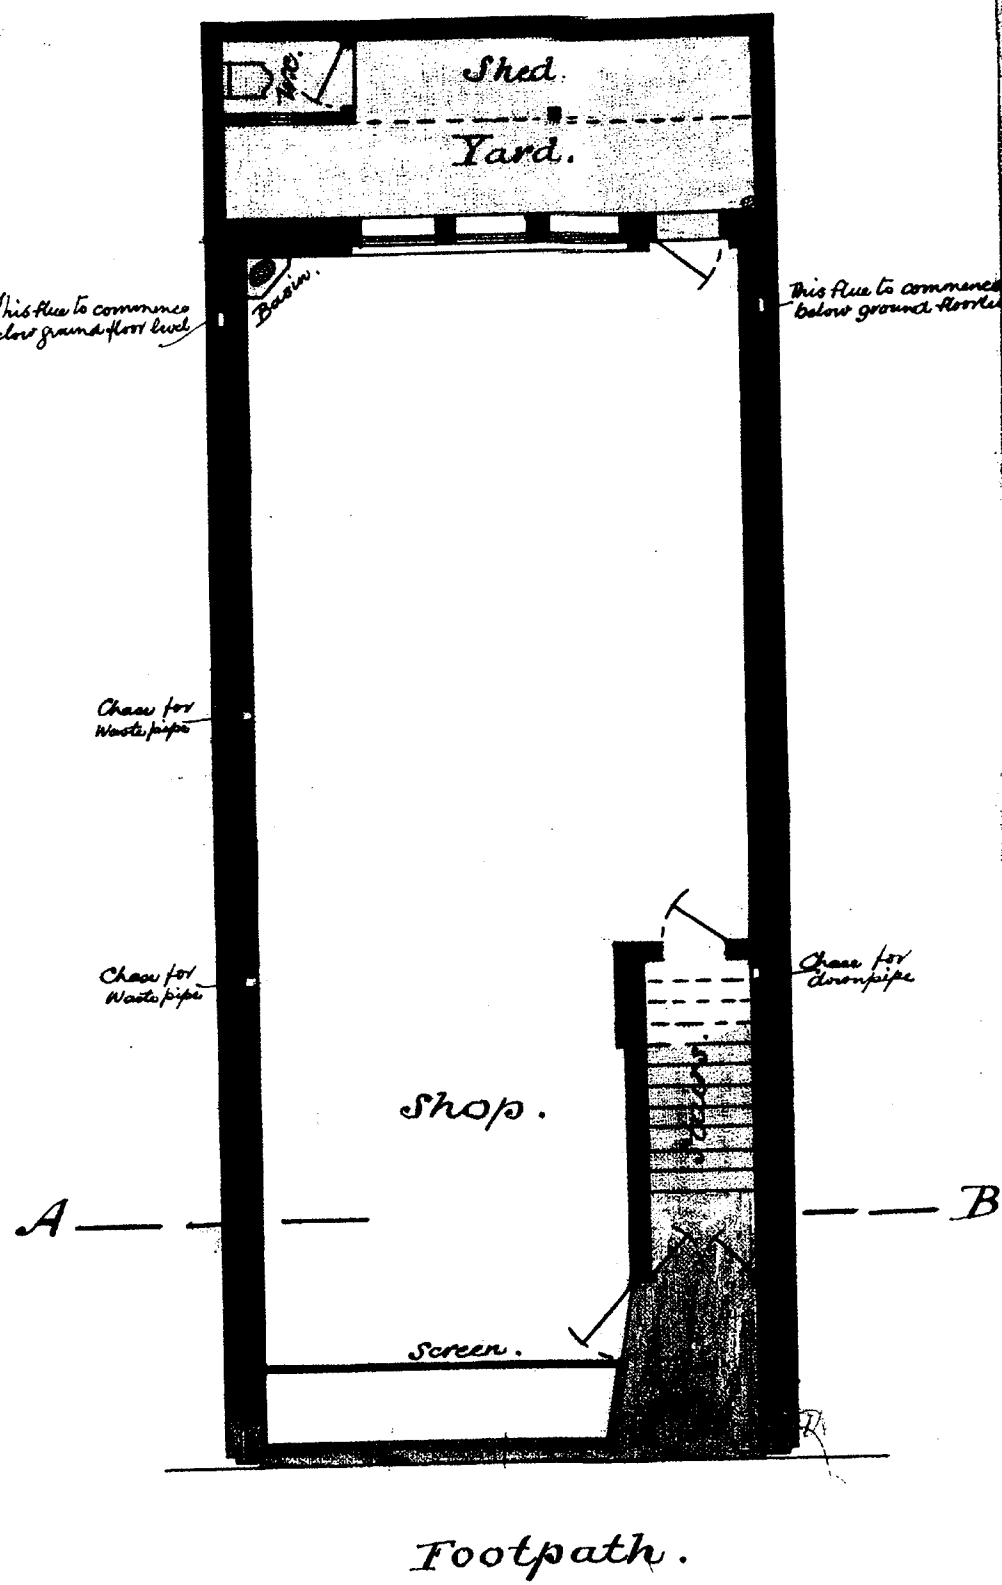 W.C.
Shed.
Yard.
Basin.
This flue to commence
below ground floor level
This flue to commence
below ground floor le
Chase for
Waste pipe
Chase for
Waste pipe
Chase for
downpipe
Shop.
A
B
Screen.
Footpath.